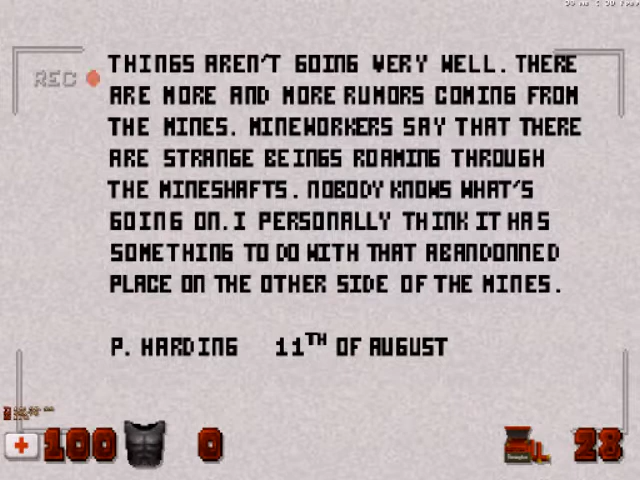 THINGS AREN'T GOING VERY WELL. THERE
REC ARE MORE AND MORE RUMORS COMING FROM
THE MINES. MINEWORKERS SAY THAT THERE
ARE STRANGE BEINGS ROAMING THROUGH
THE MINESHAFTS. NOBODY KNOWS WHAT'S
GOING ON. I PERSONALLY THINK IT HAS
SOMETHING TO DO WITH THAT ABANDONNED
PLACE ON THE OTHER SIDE OF THE MINES.
P. HARDING 11TH OF AUGUST
100 0 28